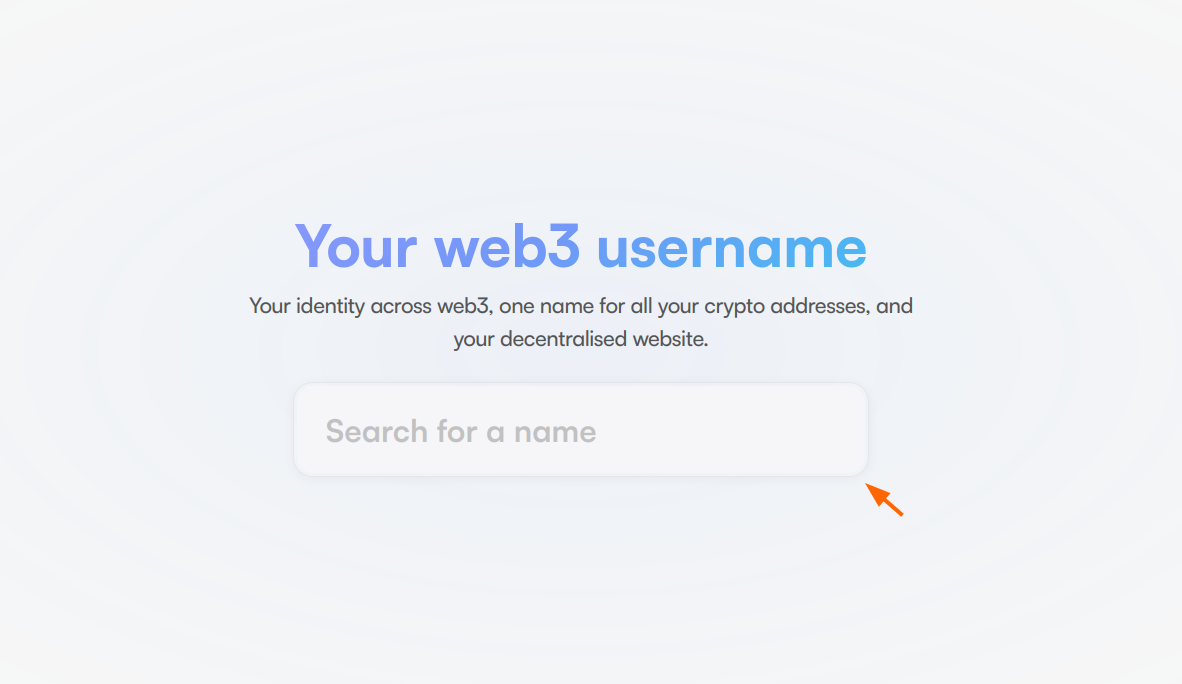 Your web3 username
Your identity across web3, one name for all your crypto addresses, and
your decentralised website.
Search for a name